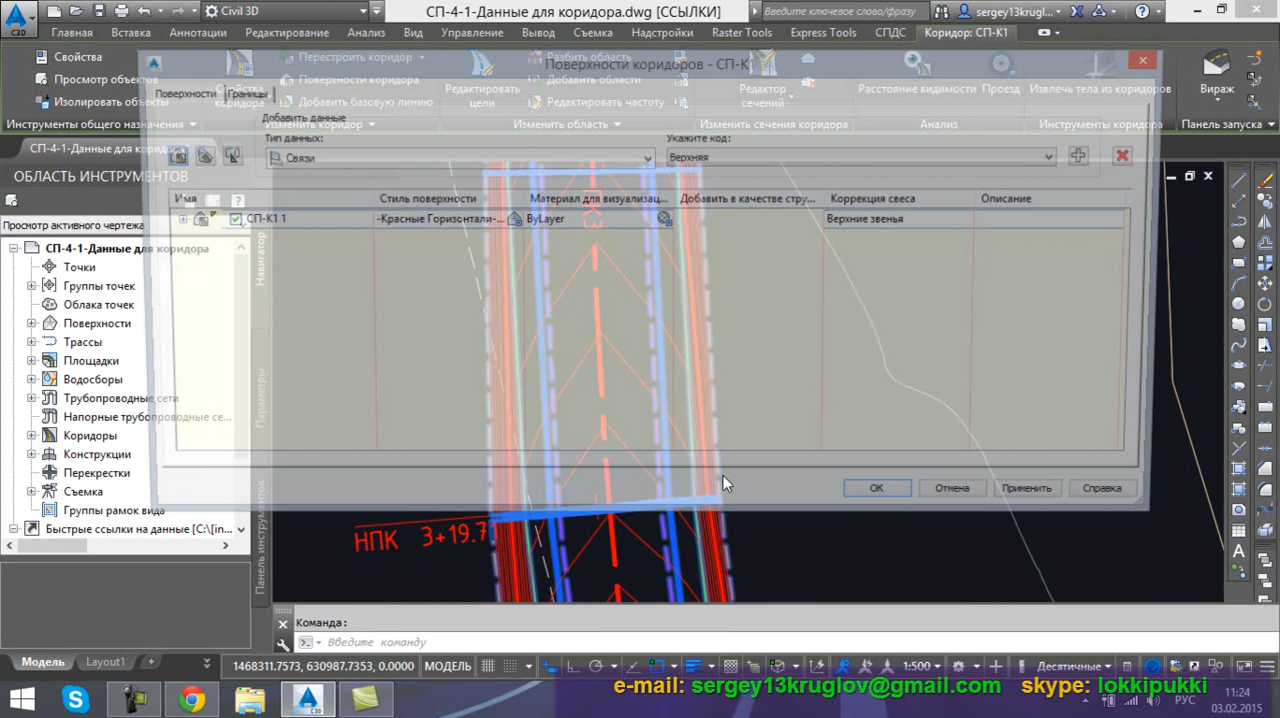 Civil 3D
СП-4-1-Данные для коридора.dwg [ССЫЛКИ]
Введите ключевое слово/фразу
sergey13krugl...
C3D
Главная Вставка Аннотации Редактирование Анализ Вид Управление Вывод Съемка Надстройки Raster Tools Express Tools СПДС Коридор: СП-К1
Свойства
Просмотр объектов
Изолировать объекты
Инструменты общего назначения
Свойства коридора
Перестроить коридор
Поверхности коридора
Добавить базовую линию
Изменить коридор
Редактировать цели
Разбить область
Добавить области
Редактировать частоту
Изменить область
Редактор сечений
Изменить сечения коридора
Расстояние видимости
Проезд
Анализ
Извлечь тела из коридоров
Инструменты коридора
Вираж
Панель запуска
Поверхности коридоров - СП-К1
Поверхности Границы
Добавить данные
Тип данных:
Связи
Укажите код:
Верхняя
Имя Стиль поверхности Материал для визуализац... Добавить в качестве стру... Коррекция свеса Описание
СП-К1 1 -Красные Горизонтали-... ByLayer Верхние звенья
OK Отмена Применить Справка
СП-4-1-Данные для кори
ОБЛАСТЬ ИНСТРУМЕНТОВ
Просмотр активного чертежа
СП-4-1-Данные для коридора
Точки
Группы точек
Облака точек
Поверхности
Трассы
Площадки
Водосборы
Трубопроводные сети
Напорные трубопроводные се...
Коридоры
Конструкции
Перекрестки
Съемка
Группы рамок вида
Быстрые ссылки на данные [C:\[in...
Навигатор
Параметры
Съемка
Панель инструментов
ПК3
НПК 3+19.7
Команда:
Введите команду
Модель Layout1
1468311.7573, 630987.7353, 0.0000 МОДЕЛЬ
1:500
Десятичные
e-mail: sergey13kruglov@gmail.com skype: lokkipukki
РУС
11:24
03.02.2015